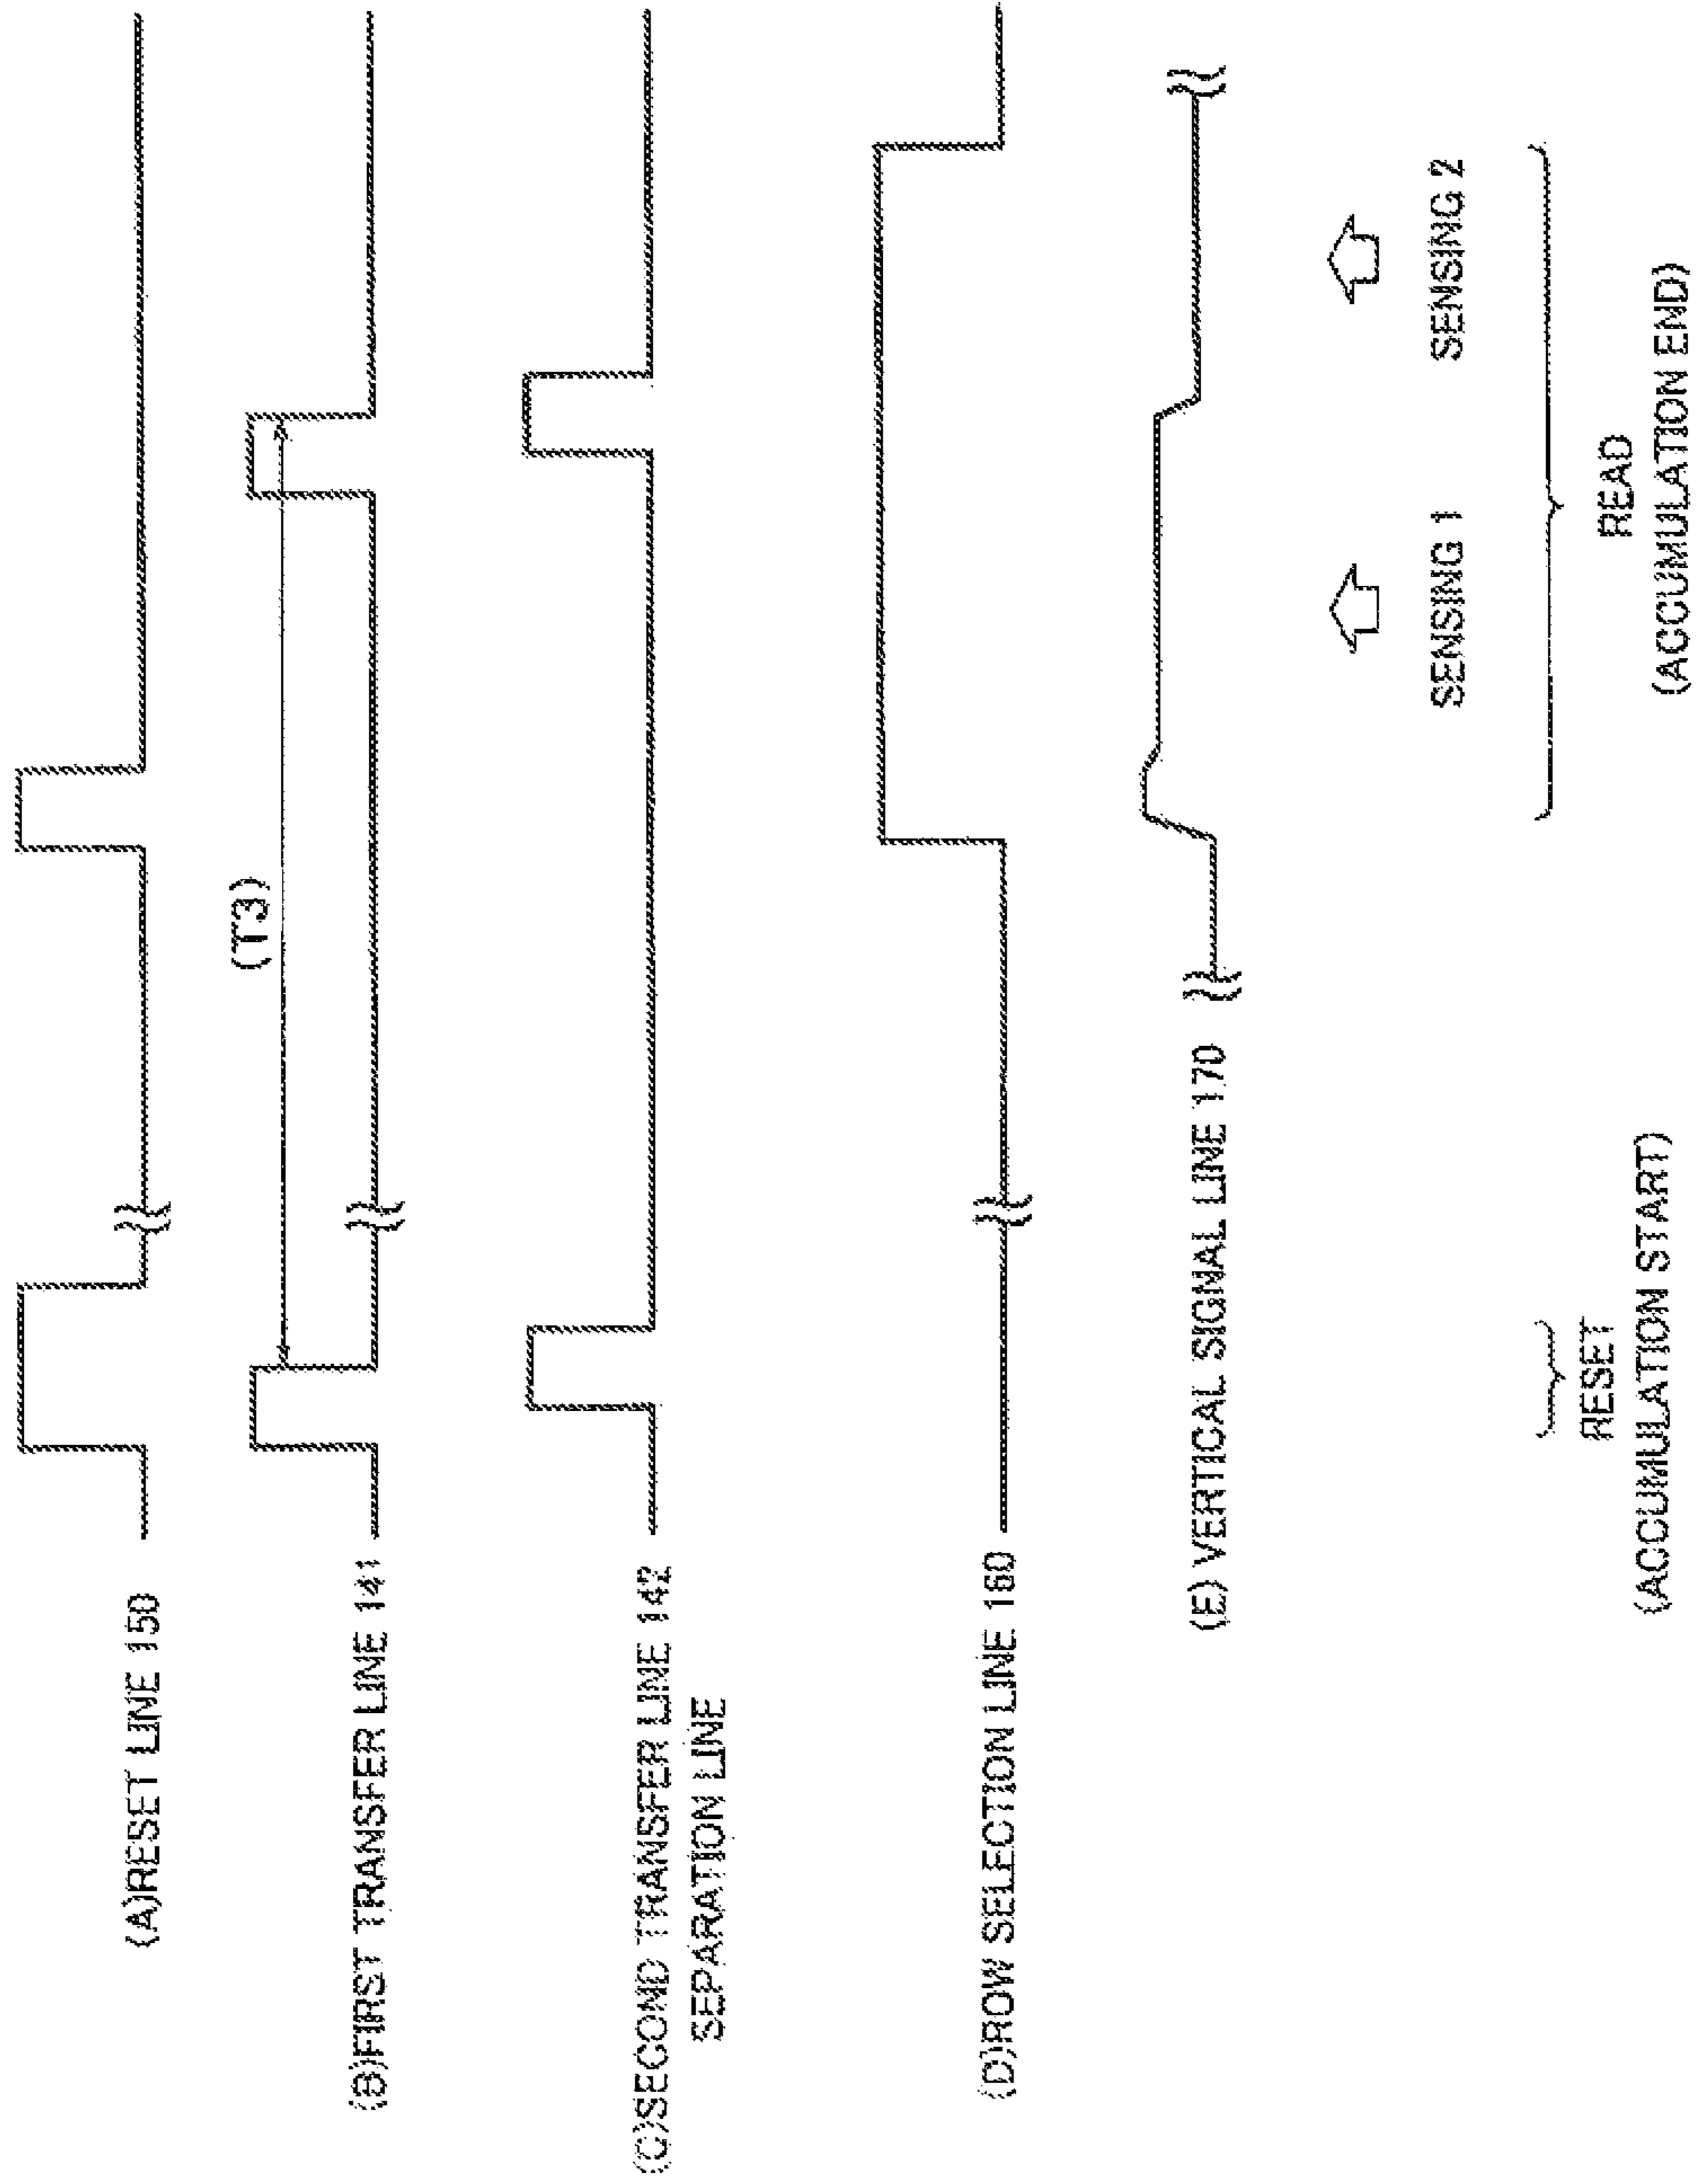 (A)RESET LINE 150
(T3)
(B)FIRST TRANSFER LINE 141
(C)SECOND TRANSFER LINE 142
SEPARATION LINE
(D)ROW SELECTION LINE 160
(E) VERTICAL SIGNAL LINE 170
SENSING 1
SENSING 2
RESET
(ACCUMULATION START)
READ
(ACCUMULATION END)